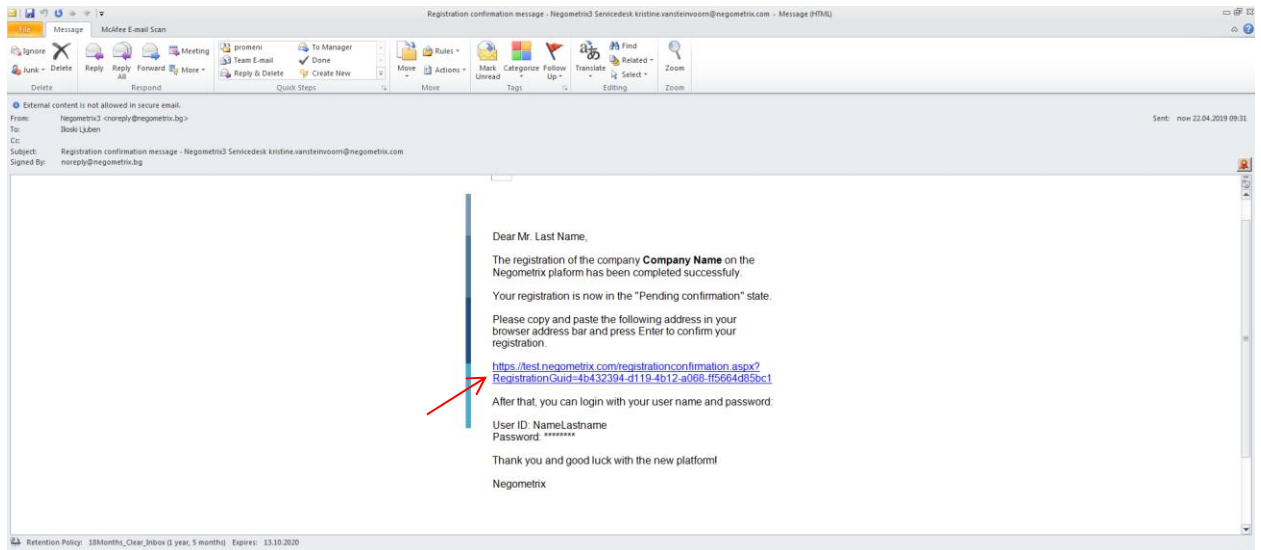 Registration confirmation message - Negometrix3 Servicedesk kristine.vansteinvoorn@negometrix.com - Message (HTML)
File Message McAfee E-mail Scan
Ignore
Junk
Delete
Reply
Reply All
Forward
Meeting
More
promeni
Team E-mail
Reply & Delete
To Manager
Done
Create New
Move
Rules
Actions
Mark Unread
Categorize
Follow Up
Translate
Find
Related
Select
Zoom
Delete Respond Quick Steps Move Tags Editing Zoom
External content is not allowed in secure email.
From: Negometrix3 <noreply@negometrix.bg> Sent: пон 22.04.2019 09:31
To: Ilioski Ljuben
Cc:
Subject: Registration confirmation message - Negometrix3 Servicedesk kristine.vansteinvoorn@negometrix.com
Signed By: noreply@negometrix.bg
Dear Mr. Last Name,
The registration of the company Company Name on the
Negometrix plaform has been completed successfuly.
Your registration is now in the "Pending confirmation" state.
Please copy and paste the following address in your
browser address bar and press Enter to confirm your
registration.
https://test.negometrix.com/registrationconfirmation.aspx?
RegistrationGuid=4b432394-d119-4b12-a068-ff5664d85bc1
After that, you can login with your user name and password:
User ID: NameLastname
Password: ********
Thank you and good luck with the new platform!
Negometrix
Retention Policy: 18Months_Clear_Inbox (1 year, 5 months) Expires: 13.10.2020